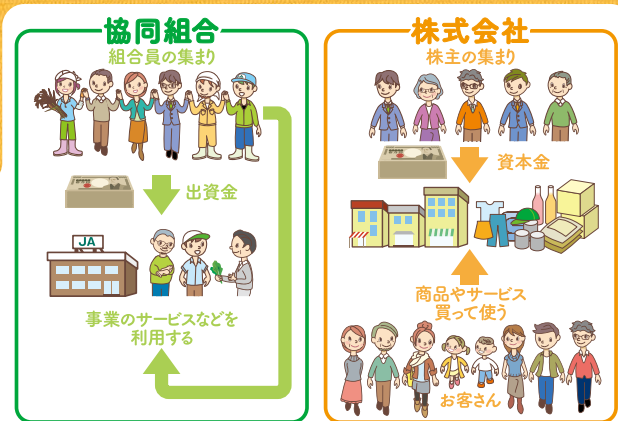 協同組合
組合員の集まり
出資金
JA
事業のサービスなどを
利用する
株式会社
株主の集まり
資本金
商品やサービス
買って使う
お客さん